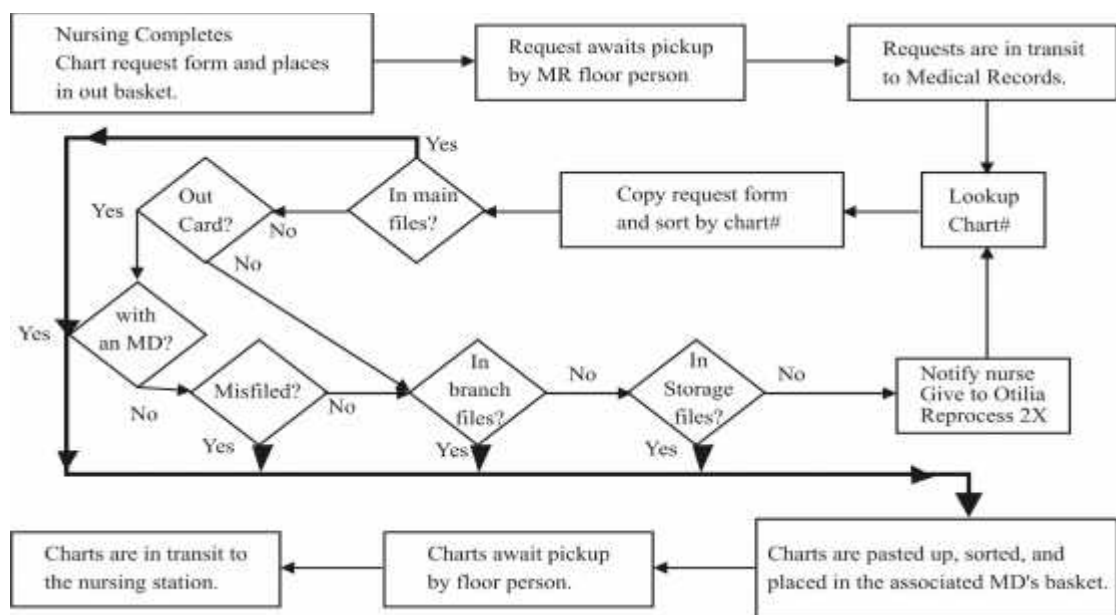 Nursing Completes
Chart request form and places
in out basket.
Request awaits pickup
by MR floor person
Requests are in transit
to Medical Records.
Yes
Yes
Out
Card?
No
In main
files?
Copy request form
and sort by chart#
Lookup
Chart#
No
Yes
with
an MD?
No
Misfiled?
Yes
No
In
branch
files?
Yes
No
In
Storage
files?
Yes
No
Notify nurse
Give to Otilia
Reprocess 2X
Yes
Charts are in transit to
the nursing station.
Charts await pickup
by floor person.
Charts are pasted up, sorted, and
placed in the associated MD's basket.